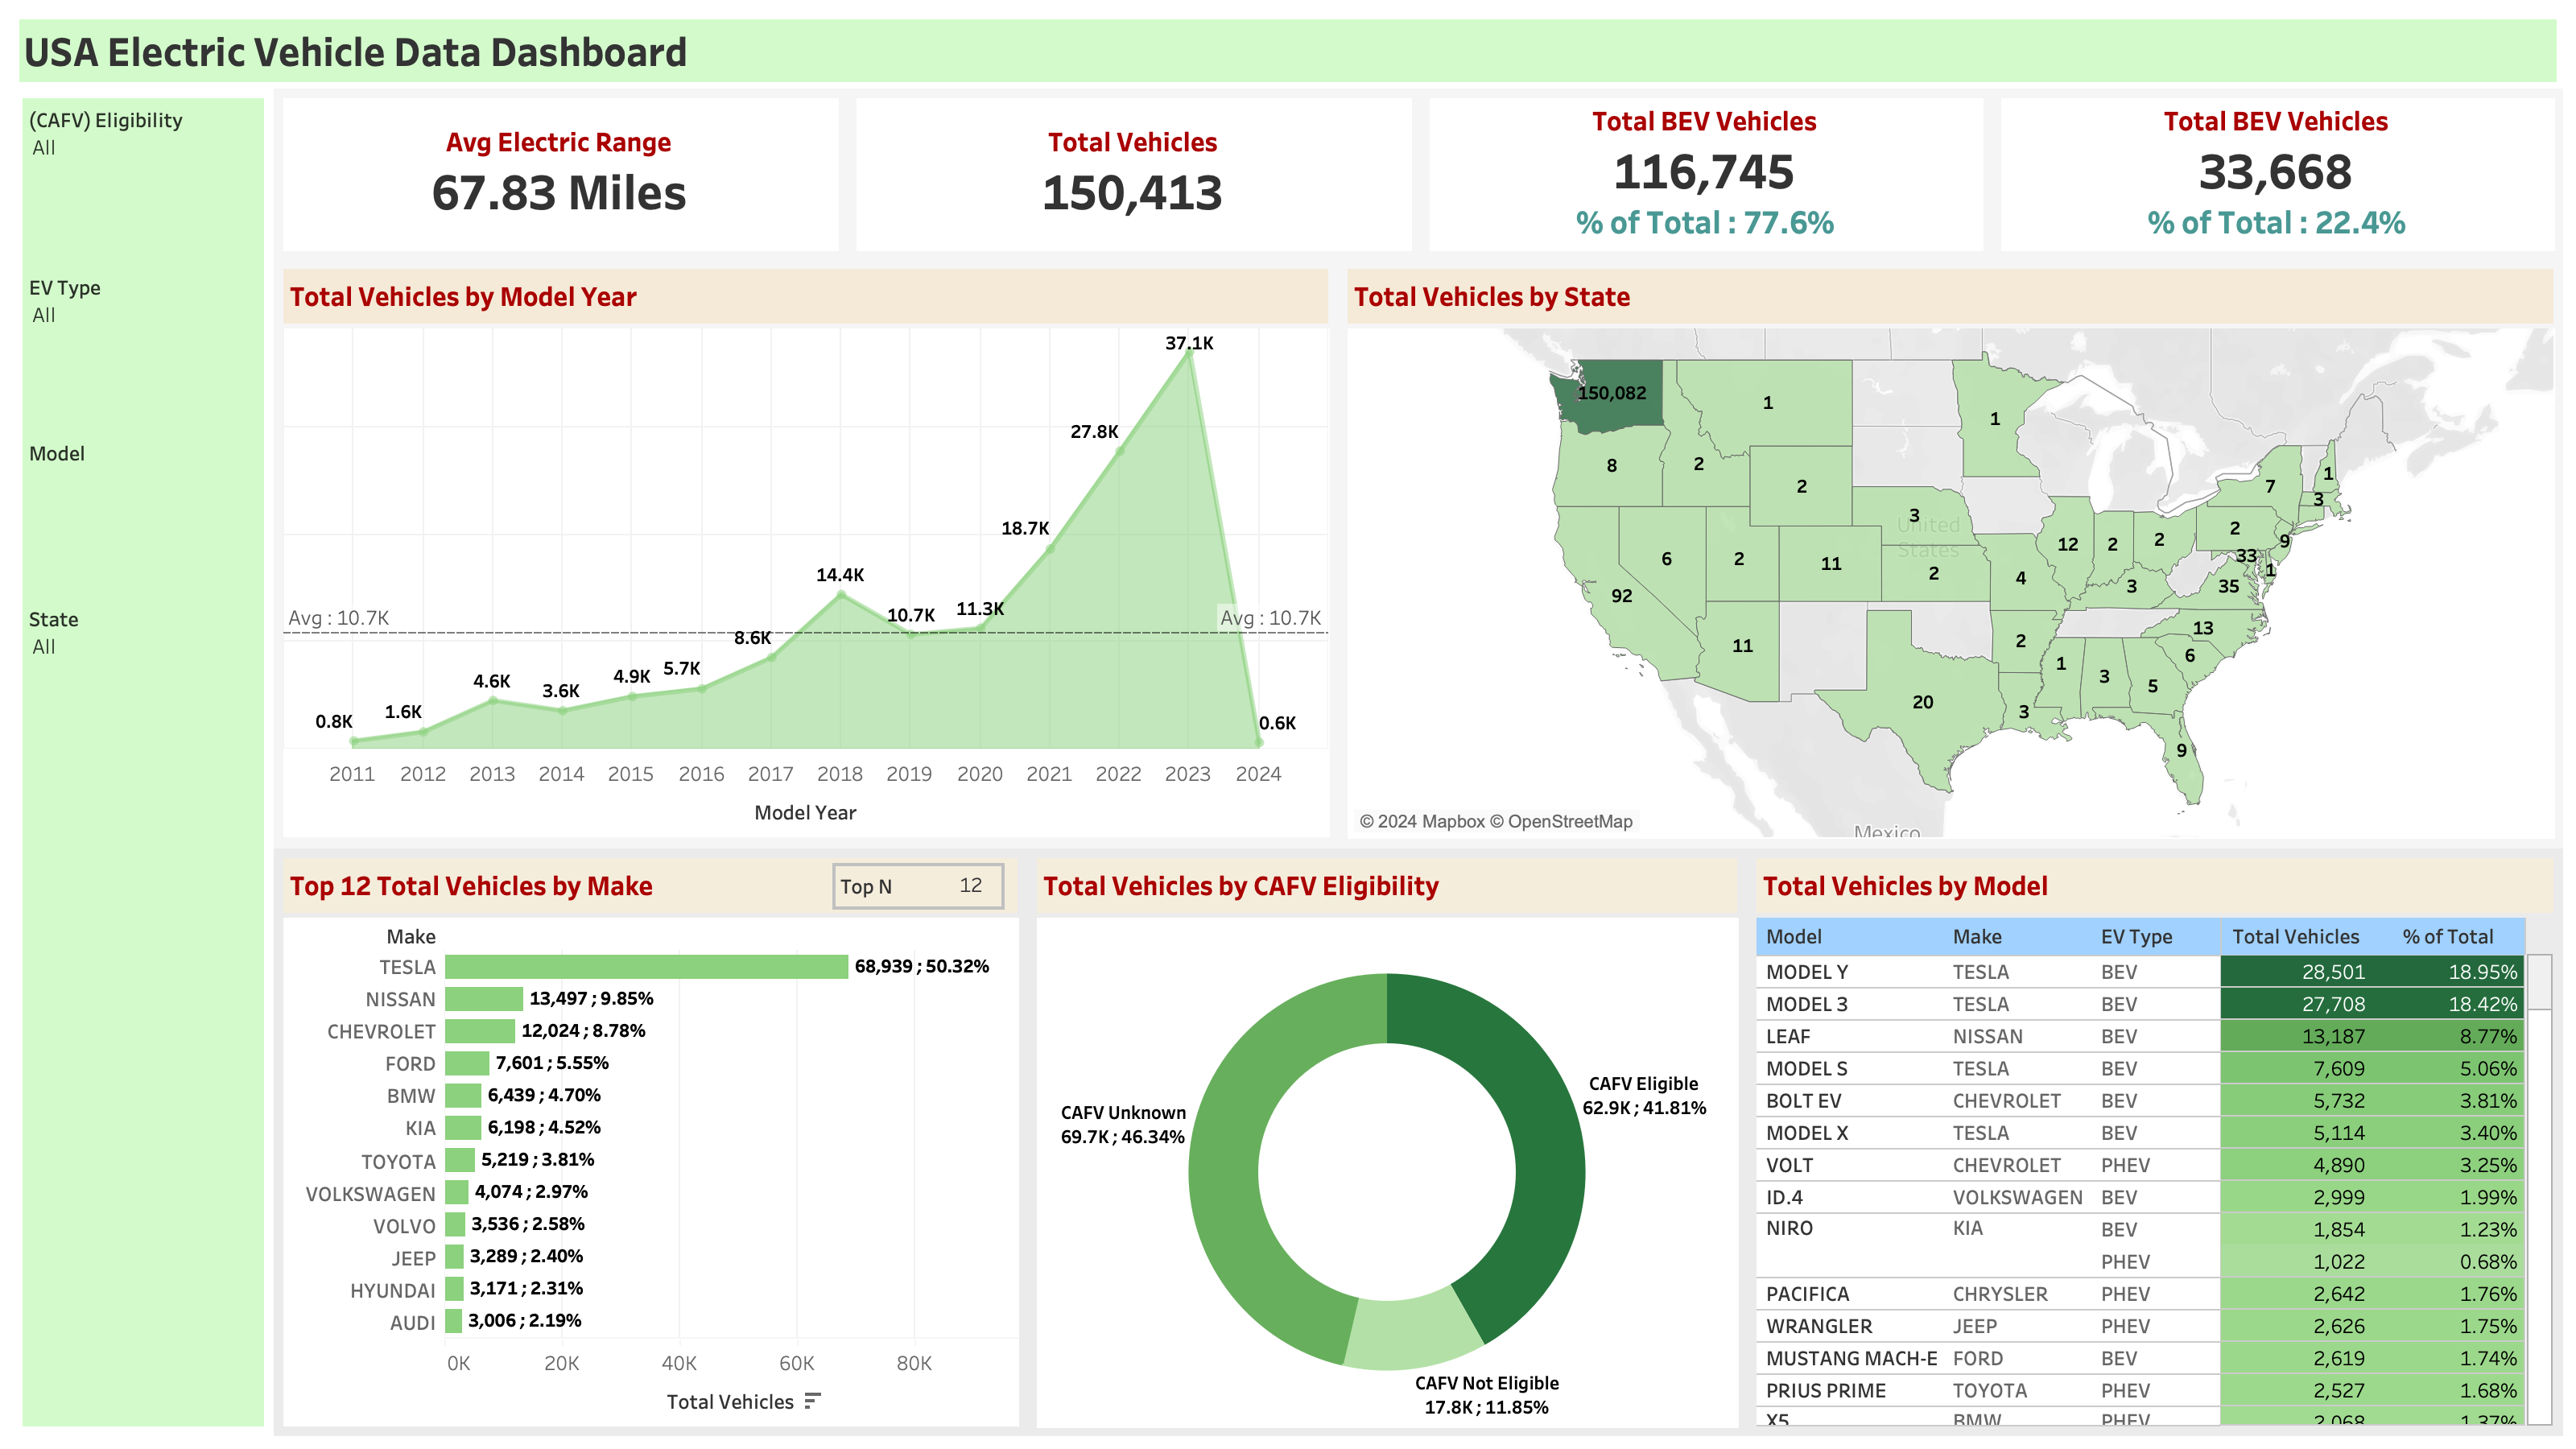 USA Electric Vehicle Data Dashboard
(CAFV) Eligibility
All
EV Type
All
Model
State
All
Avg Electric Range
67.83 Miles
Total Vehicles
150,413
Total BEV Vehicles
116,745
% of Total : 77.6%
Total BEV Vehicles
33,668
% of Total : 22.4%
Total Vehicles by Model Year
37.1K
27.8K
18.7K
14.4K
10.7K
11.3K
Avg : 10.7K
Avg : 10.7K
8.6K
5.7K
4.9K
4.6K
3.6K
1.6K
0.8K
0.6K
2011 2012 2013 2014 2015 2016 2017 2018 2019 2020 2021 2022 2023 2024
Model Year
Total Vehicles by State
150,082
1
1
8
2
2
7
1
3
3
United
States
6
2
11
2
4
12
2
2
2
9
33
1
3
35
92
11
2
13
6
1
3
5
20
3
9
© 2024 Mapbox © OpenStreetMap
Mexico
Top 12 Total Vehicles by Make
Top N 12
Make
TESLA 68,939 ; 50.32%
NISSAN 13,497 ; 9.85%
CHEVROLET 12,024 ; 8.78%
FORD 7,601 ; 5.55%
BMW 6,439 ; 4.70%
KIA 6,198 ; 4.52%
TOYOTA 5,219 ; 3.81%
VOLKSWAGEN 4,074 ; 2.97%
VOLVO 3,536 ; 2.58%
JEEP 3,289 ; 2.40%
HYUNDAI 3,171 ; 2.31%
AUDI 3,006 ; 2.19%
0K 20K 40K 60K 80K
Total Vehicles
Total Vehicles by CAFV Eligibility
CAFV Eligible
62.9K ; 41.81%
CAFV Unknown
69.7K ; 46.34%
CAFV Not Eligible
17.8K ; 11.85%
Total Vehicles by Model
Model Make EV Type Total Vehicles % of Total
MODEL Y TESLA BEV 28,501 18.95%
MODEL 3 TESLA BEV 27,708 18.42%
LEAF NISSAN BEV 13,187 8.77%
MODEL S TESLA BEV 7,609 5.06%
BOLT EV CHEVROLET BEV 5,732 3.81%
MODEL X TESLA BEV 5,114 3.40%
VOLT CHEVROLET PHEV 4,890 3.25%
ID.4 VOLKSWAGEN BEV 2,999 1.99%
NIRO KIA BEV 1,854 1.23%
PHEV 1,022 0.68%
PACIFICA CHRYSLER PHEV 2,642 1.76%
WRANGLER JEEP PHEV 2,626 1.75%
MUSTANG MACH-E FORD BEV 2,619 1.74%
PRIUS PRIME TOYOTA PHEV 2,527 1.68%
X5 BMW PHEV 2,068 1.37%